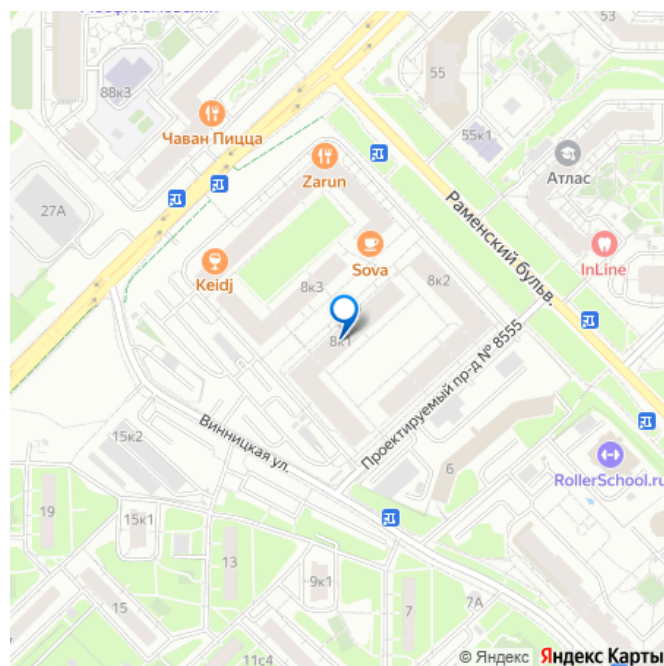 53
55
88к3
55к1
Чаван Пицца
Атлас
Zarun
27А
Раменский бульв.
InLine
Sova
Keidj
8к3
8к2
8к1
Проектируемый пр-д № 8555
Винницкая ул.
15к2
6
RollerSchool.ru
19
15к1
13
9к1
15
7
7А
11с4
© Яндекс Яндекс Карты